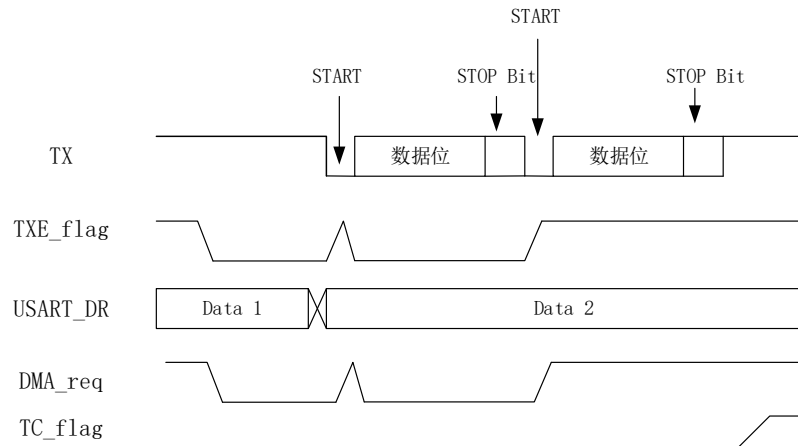 START
START STOP Bit STOP Bit
TX 数据位 数据位
TXE_flag
USART_DR Data 1 Data 2
DMA_req
TC_flag